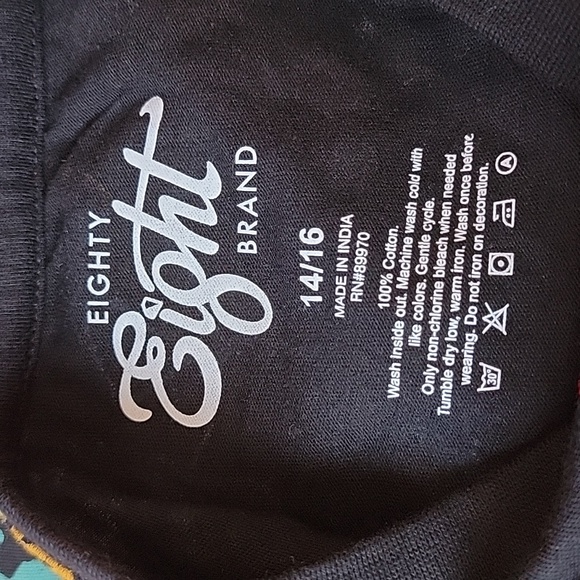 EIGHTY
Eight
BRAND
14/16
MADE IN INDIA
RN#89970
100% Cotton.
Wash Inside out. Machine wash cold with
like colors. Gentle cycle.
Only non-chlorine bleach when needed
Tumble dry low, warm iron. Wash once before
wearing. Do not iron on decoration.
30°
A